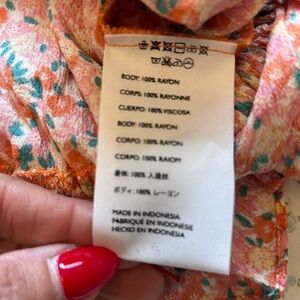 BODY: 100% RAYON
CORPS: 100% RAYONNE
CUERPO: 100% VISCOSA
BODY: 100% RAYON
CORPO: 100% RAYON
CORPO: 100% RAIOM
身体: 100% 人造丝
ボディ: 100% レーヨン
MADE IN INDONESIA
FABRIQUÉ EN INDONESIE
HECHO EN INDONESIA